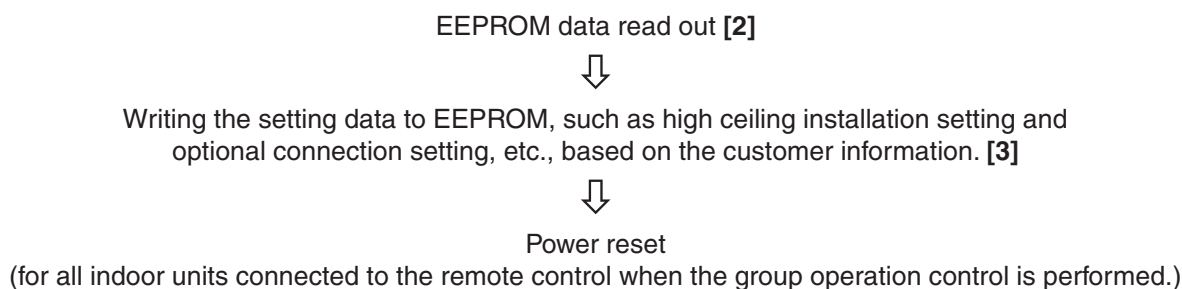 EEPROM data read out [2]
⇩
Writing the setting data to EEPROM, such as high ceiling installation setting and
optional connection setting, etc., based on the customer information. [3]
⇩
Power reset
(for all indoor units connected to the remote control when the group operation control is performed.)